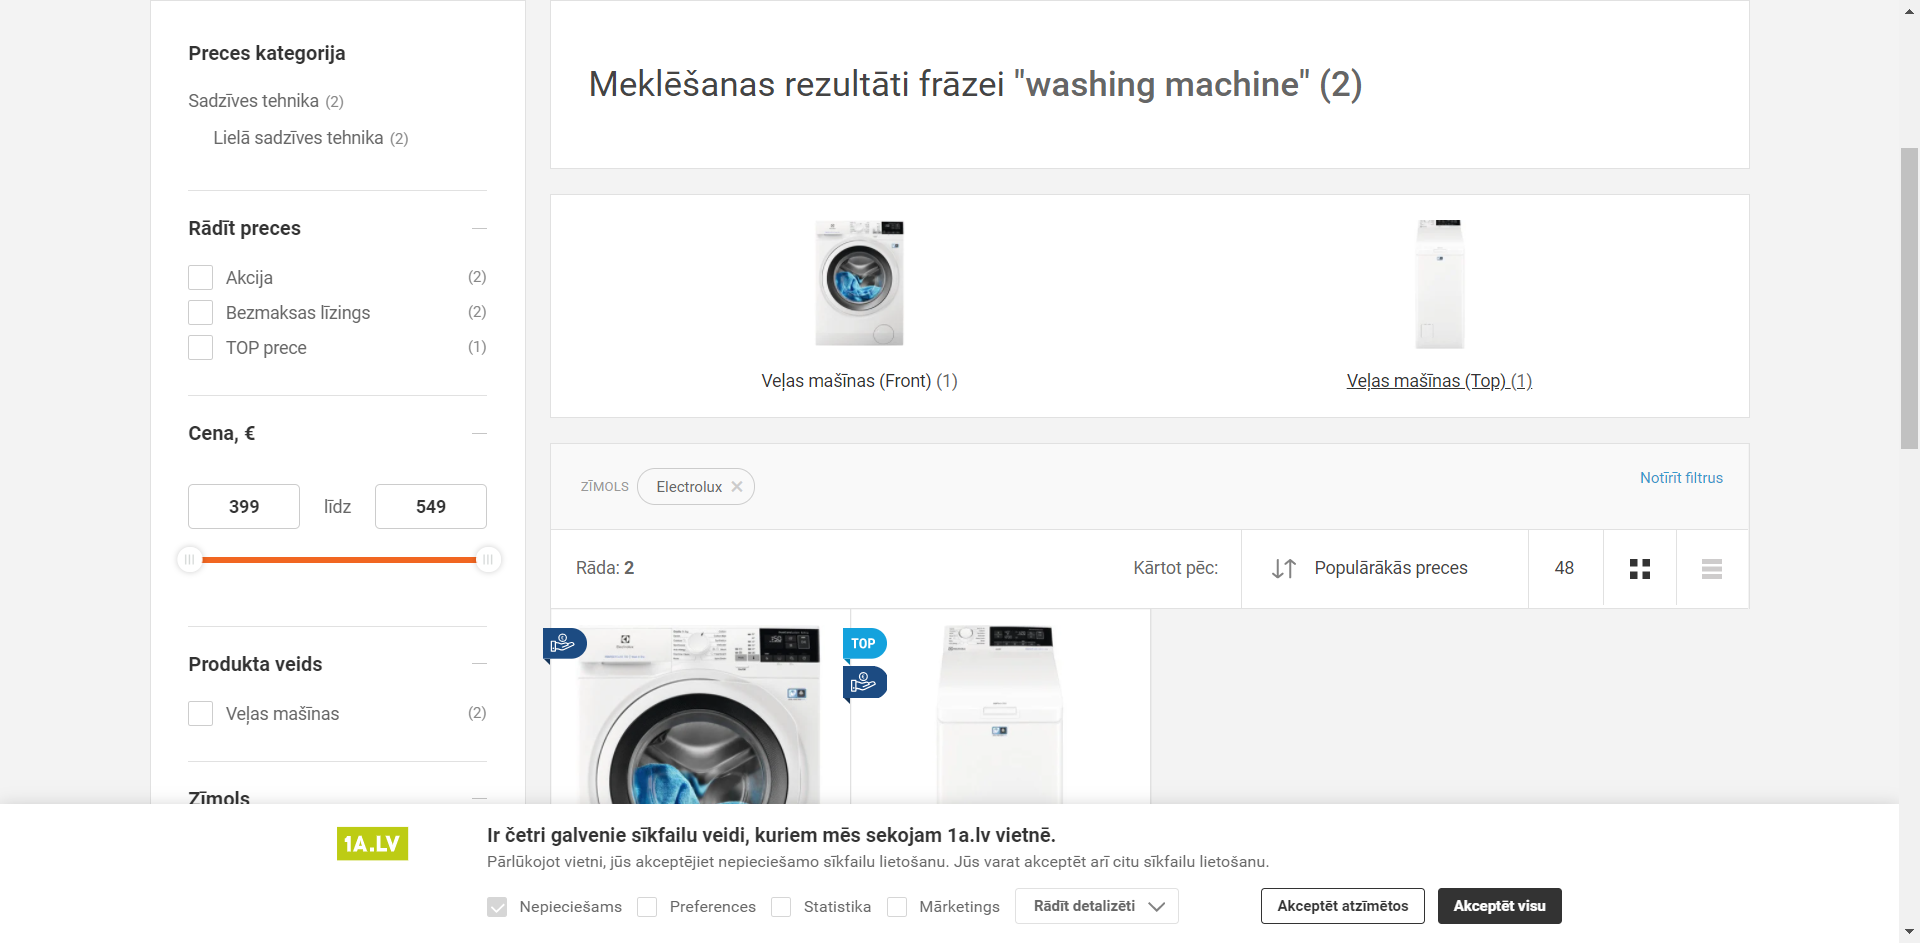 Preces kategorija
Sadzīves tehnika (2)
Lielā sadzīves tehnika (2)
Rādīt preces
Akcija (2)
Bezmaksas līzings (2)
TOP prece (1)
Cena, €
399 līdz 549
Produkta veids
Veļas mašīnas (2)
Zīmols
Meklēšanas rezultāti frāzei "washing machine" (2)
Veļas mašīnas (Front) (1)
Veļas mašīnas (Top) (1)
ZĪMOLS Electrolux
Notīrīt filtrus
Rāda: 2
Kārtot pēc:
Populārākās preces
48
TOP
1A.LV
Ir četri galvenie sīkfailu veidi, kuriem mēs sekojam 1a.lv vietnē.
Pārlūkojot vietni, jūs akceptējiet nepieciešamo sīkfailu lietošanu. Jūs varat akceptēt arī citu sīkfailu lietošanu.
Nepieciešams Preferences Statistika Mārketings Rādīt detalizēti
Akceptēt atzīmētos
Akceptēt visu